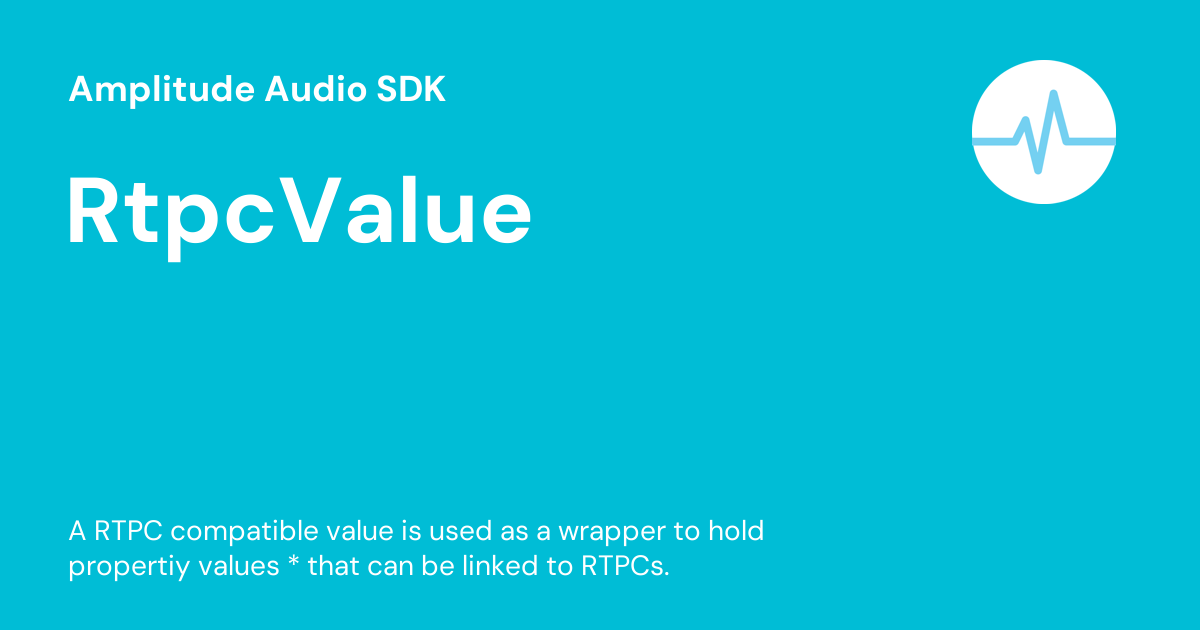 Amplitude Audio SDK
RtpcValue
A RTPC compatible value is used as a wrapper to hold
propertiy values * that can be linked to RTPCs.